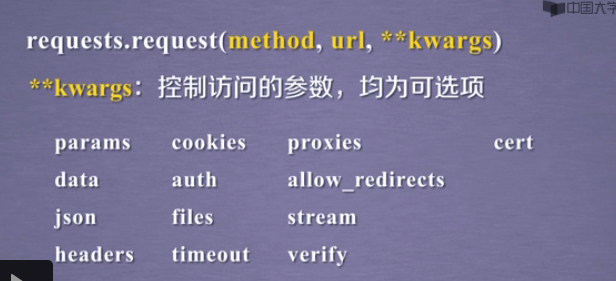 中国大学
requests.request(method, url, **kwargs)
**kwargs：控制访问的参数，均为可选项
params cookies proxies cert
data auth allow_redirects
json files stream
headers timeout verify